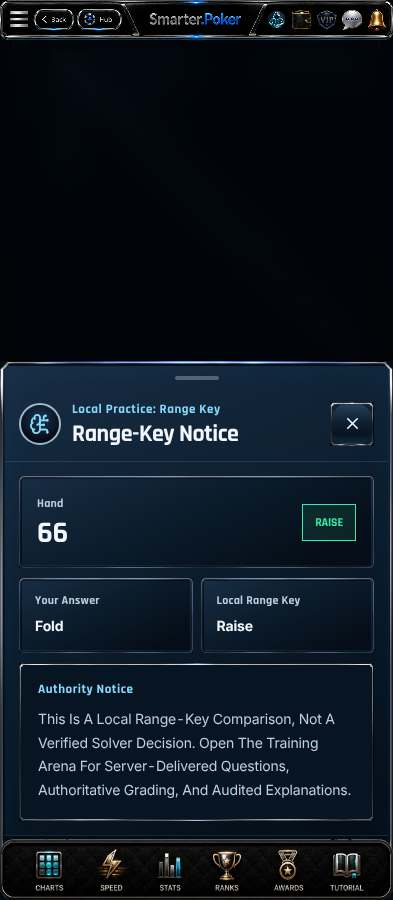 Back
Hub
Smarter.Poker
VIP
Local Practice: Range Key
Range-Key Notice
Hand
66
RAISE
Your Answer
Fold
Local Range Key
Raise
Authority Notice
This Is A Local Range-Key Comparison, Not A
Verified Solver Decision. Open The Training
Arena For Server-Delivered Questions,
Authoritative Grading, And Audited Explanations.
CHARTS
SPEED
STATS
RANKS
AWARDS
TUTORIAL